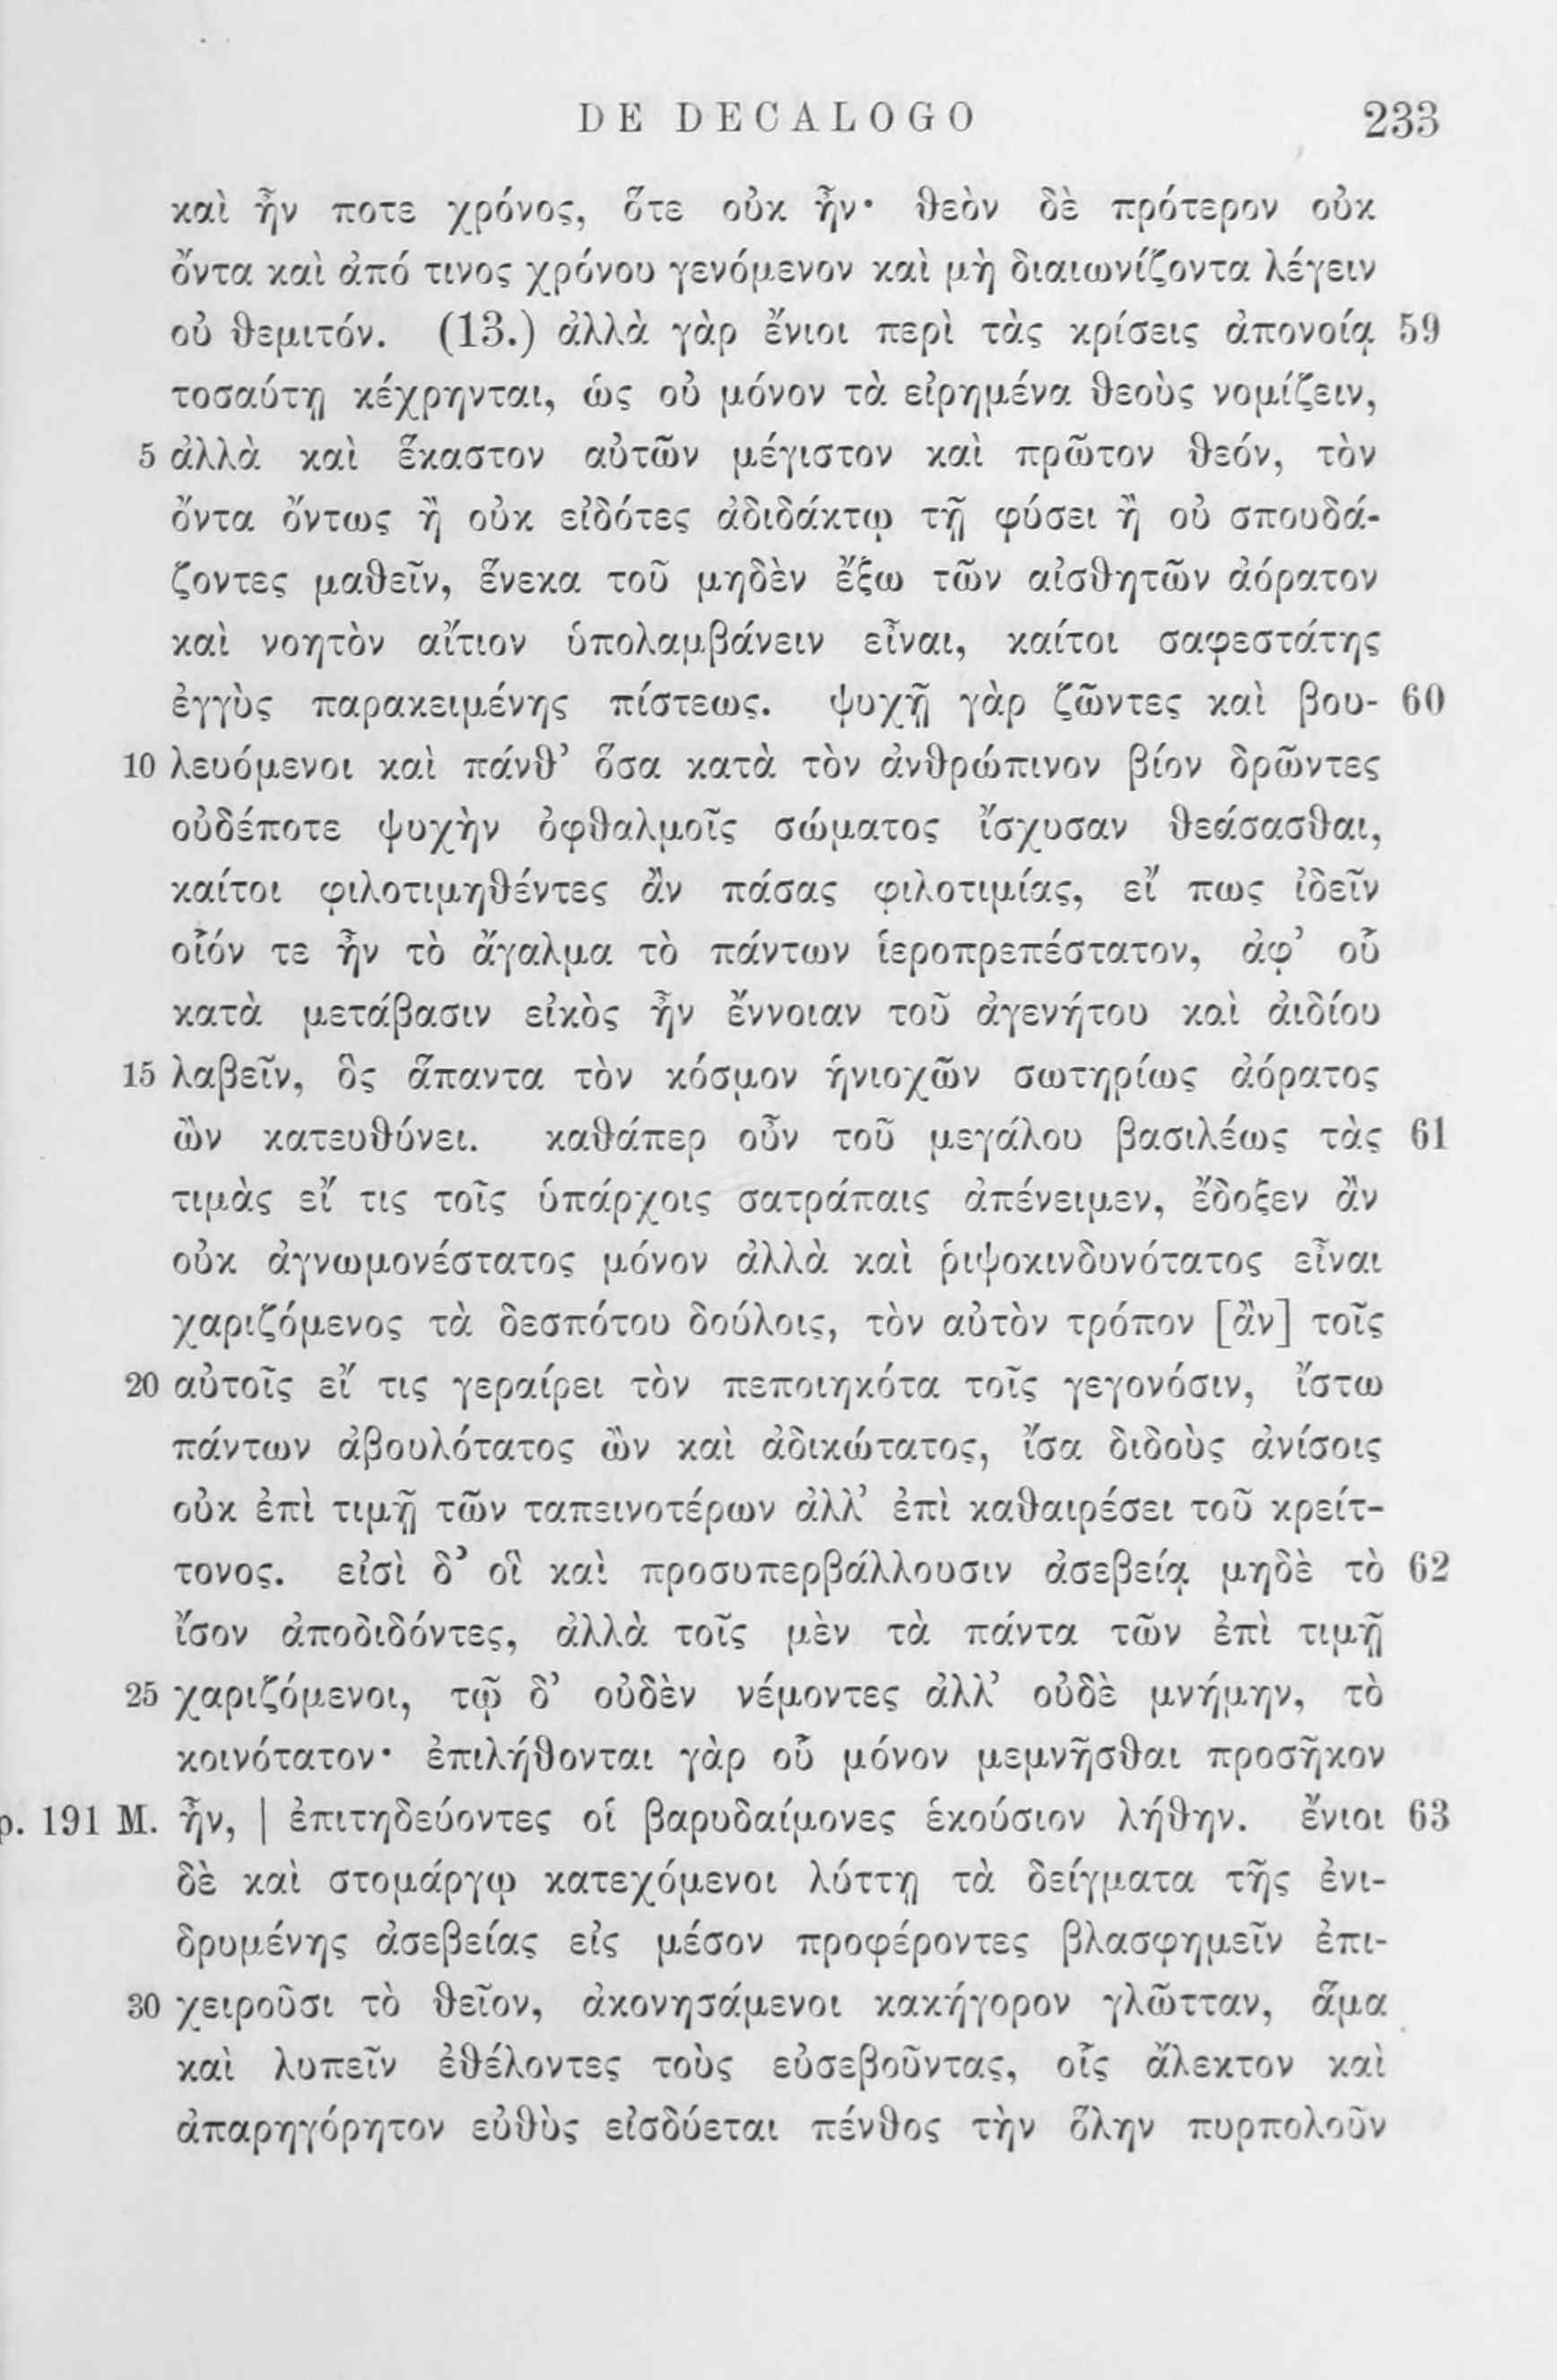 DE DECALOGO 233
καὶ ἦν ποτε χρόνος, ὅτε οὐκ ἦν· θεὸν δὲ πρότερον οὐκ
ὄντα καὶ ἀπό τινος χρόνου γενόμενον καὶ μὴ διαιωνίζοντα λέγειν
οὐ θεμιτόν. (13.) ἀλλὰ γὰρ ἔνιοι περὶ τὰς κρίσεις ἀπονοίᾳ 59
τοσαύτῃ κέχρηνται, ὡς οὐ μόνον τὰ εἰρημένα θεοὺς νομίζειν,
5 ἀλλὰ καὶ ἕκαστον αὐτῶν μέγιστον καὶ πρῶτον θεόν, τὸν
ὄντα ὄντως ἢ οὐκ εἰδότες ἀδιδάκτῳ τῇ φύσει ἢ οὐ σπουδά-
ζοντες μαθεῖν, ἕνεκα τοῦ μηδὲν ἔξω τῶν αἰσθητῶν ἀόρατον
καὶ νοητὸν αἴτιον ὑπολαμβάνειν εἶναι, καίτοι σαφεστάτης
ἐγγὺς παρακειμένης πίστεως. ψυχῇ γὰρ ζῶντες καὶ βου- 60
10 λευόμενοι καὶ πάνθ’ ὅσα κατὰ τὸν ἀνθρώπινον βίον δρῶντες
οὐδέποτε ψυχὴν ὀφθαλμοῖς σώματος ἴσχυσαν θεάσασθαι,
καίτοι φιλοτιμηθέντες ἂν πάσας φιλοτιμίας, εἴ πως ἰδεῖν
οἷόν τε ἦν τὸ ἄγαλμα τὸ πάντων ἱεροπρεπέστατον, ἀφ’ οὗ
κατὰ μετάβασιν εἰκὸς ἦν ἔννοιαν τοῦ ἀγενήτου καὶ ἀιδίου
15 λαβεῖν, ὃς ἅπαντα τὸν κόσμον ἡνιοχῶν σωτηρίως ἀόρατος
ὢν κατευθύνει. καθάπερ οὖν τοῦ μεγάλου βασιλέως τὰς 61
τιμὰς εἴ τις τοῖς ὑπάρχοις σατράπαις ἀπένειμεν, ἔδοξεν ἂν
οὐκ ἀγνωμονέστατος μόνον ἀλλὰ καὶ ῥιψοκινδυνότατος εἶναι
χαριζόμενος τὰ δεσπότου δούλοις, τὸν αὐτὸν τρόπον [ἂν] τοῖς
20 αὐτοῖς εἴ τις γεραίρει τὸν πεποιηκότα τοῖς γεγονόσιν, ἴστω
πάντων ἀβουλότατος ὢν καὶ ἀδικώτατος, ἴσα διδοὺς ἀνίσοις
οὐκ ἐπὶ τιμῇ τῶν ταπεινοτέρων ἀλλ’ ἐπὶ καθαιρέσει τοῦ κρείτ-
τονος. εἰσὶ δ’ οἳ καὶ προσυπερβάλλουσιν ἀσεβείᾳ μηδὲ τὸ 62
ἴσον ἀποδιδόντες, ἀλλὰ τοῖς μὲν τὰ πάντα τῶν ἐπὶ τιμῇ
25 χαριζόμενοι, τῷ δ’ οὐδὲν νέμοντες ἀλλ’ οὐδὲ μνήμην, τὸ
κοινότατον· ἐπιλήθονται γὰρ οὗ μόνον μεμνῆσθαι προσῆκον
p. 191 M. ἦν, | ἐπιτηδεύοντες οἱ βαρυδαίμονες ἑκούσιον λήθην. ἔνιοι 63
δὲ καὶ στομάργῳ κατεχόμενοι λύττῃ τὰ δείγματα τῆς ἐνι-
δρυμένης ἀσεβείας εἰς μέσον προφέροντες βλασφημεῖν ἐπι-
30 χειροῦσι τὸ θεῖον, ἀκονησάμενοι κακήγορον γλῶτταν, ἅμα
καὶ λυπεῖν ἐθέλοντες τοὺς εὐσεβοῦντας, οἷς ἄλεκτον καὶ
ἀπαρηγόρητον εὐθὺς εἰσδύεται πένθος τὴν ὅλην πυρπολοῦν